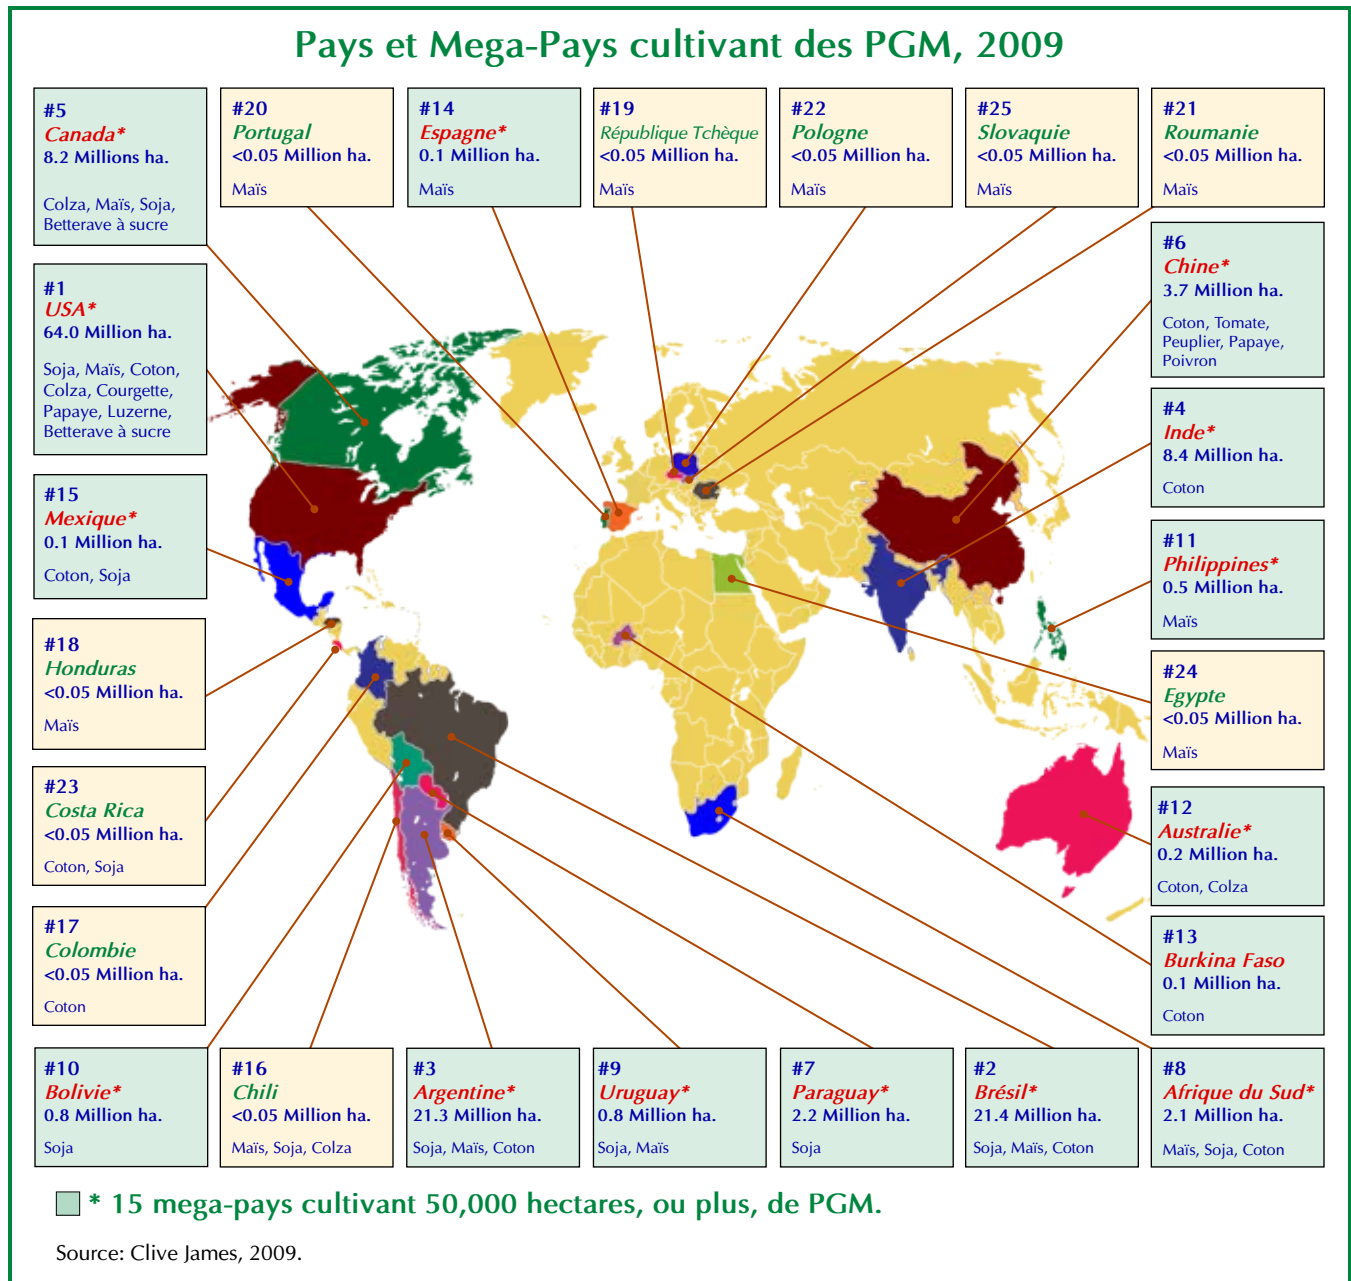 Pays et Mega-Pays cultivant des PGM, 2009
#5
Canada*
8.2 Millions ha.
Colza, Maïs, Soja,
Betterave à sucre
#20
Portugal
<0.05 Million ha.
Maïs
#14
Espagne*
0.1 Million ha.
Maïs
#19
République Tchèque
<0.05 Million ha.
Maïs
#22
Pologne
<0.05 Million ha.
Maïs
#25
Slovaquie
<0.05 Million ha.
Maïs
#21
Roumanie
<0.05 Million ha.
Maïs
#1
USA*
64.0 Million ha.
Soja, Maïs, Coton,
Colza, Courgette,
Papaye, Luzerne,
Betterave à sucre
#15
Mexique*
0.1 Million ha.
Coton, Soja
#18
Honduras
<0.05 Million ha.
Maïs
#23
Costa Rica
<0.05 Million ha.
Coton, Soja
#17
Colombie
<0.05 Million ha.
Coton
#6
Chine*
3.7 Million ha.
Coton, Tomate,
Peuplier, Papaye,
Poivron
#4
Inde*
8.4 Million ha.
Coton
#11
Philippines*
0.5 Million ha.
Maïs
#24
Egypte
<0.05 Million ha.
Maïs
#12
Australie*
0.2 Million ha.
Coton, Colza
#13
Burkina Faso
0.1 Million ha.
Coton
#10
Bolivie*
0.8 Million ha.
Soja
#16
Chili
<0.05 Million ha.
Maïs, Soja, Colza
#3
Argentine*
21.3 Million ha.
Soja, Maïs, Coton
#9
Uruguay*
0.8 Million ha.
Soja, Maïs
#7
Paraguay*
2.2 Million ha.
Soja
#2
Brésil*
21.4 Million ha.
Soja, Maïs, Coton
#8
Afrique du Sud*
2.1 Million ha.
Maïs, Soja, Coton
* 15 mega-pays cultivant 50,000 hectares, ou plus, de PGM.
Source: Clive James, 2009.